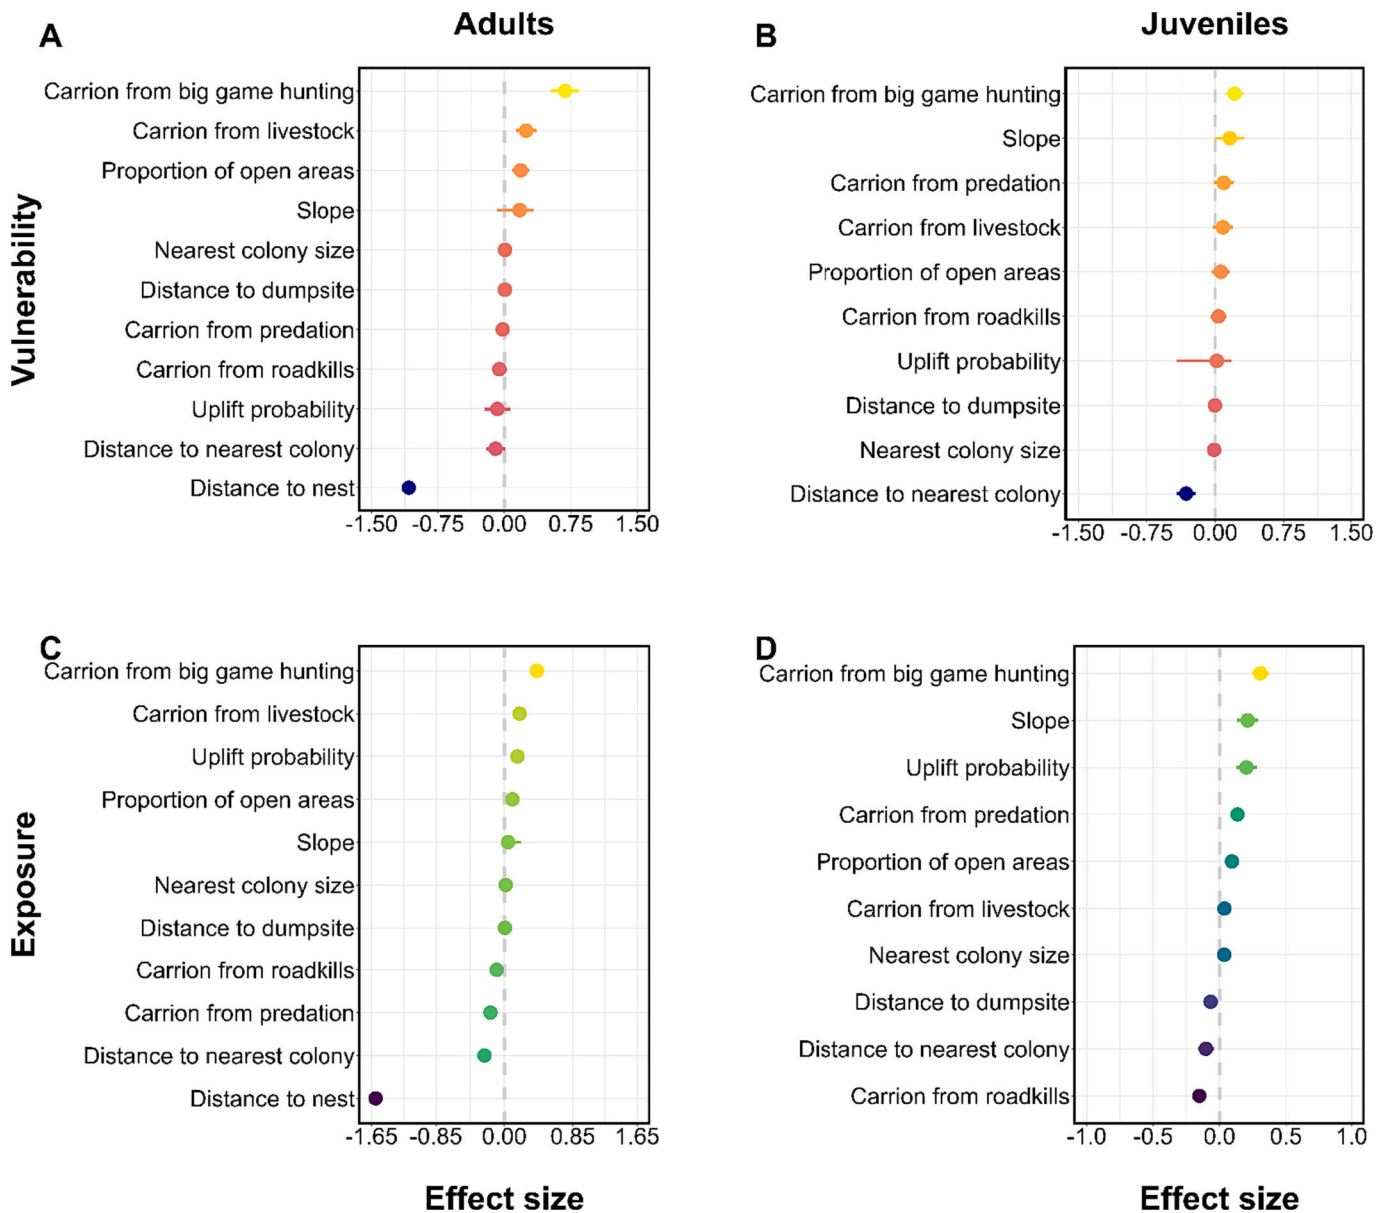 Adults
Juveniles
A
B
Vulnerability
Carrion from big game hunting
Carrion from livestock
Proportion of open areas
Slope
Nearest colony size
Distance to dumpsite
Carrion from predation
Carrion from roadkills
Uplift probability
Distance to nearest colony
Distance to nest
-1.50 -0.75 0.00 0.75 1.50
Carrion from big game hunting
Slope
Carrion from predation
Carrion from livestock
Proportion of open areas
Carrion from roadkills
Uplift probability
Distance to dumpsite
Nearest colony size
Distance to nearest colony
-1.50 -0.75 0.00 0.75 1.50
C
D
Exposure
Carrion from big game hunting
Carrion from livestock
Uplift probability
Proportion of open areas
Slope
Nearest colony size
Distance to dumpsite
Carrion from roadkills
Carrion from predation
Distance to nearest colony
Distance to nest
-1.65 -0.85 0.00 0.85 1.65
Effect size
Carrion from big game hunting
Slope
Uplift probability
Carrion from predation
Proportion of open areas
Carrion from livestock
Nearest colony size
Distance to dumpsite
Distance to nearest colony
Carrion from roadkills
-1.0 -0.5 0.0 0.5 1.0
Effect size